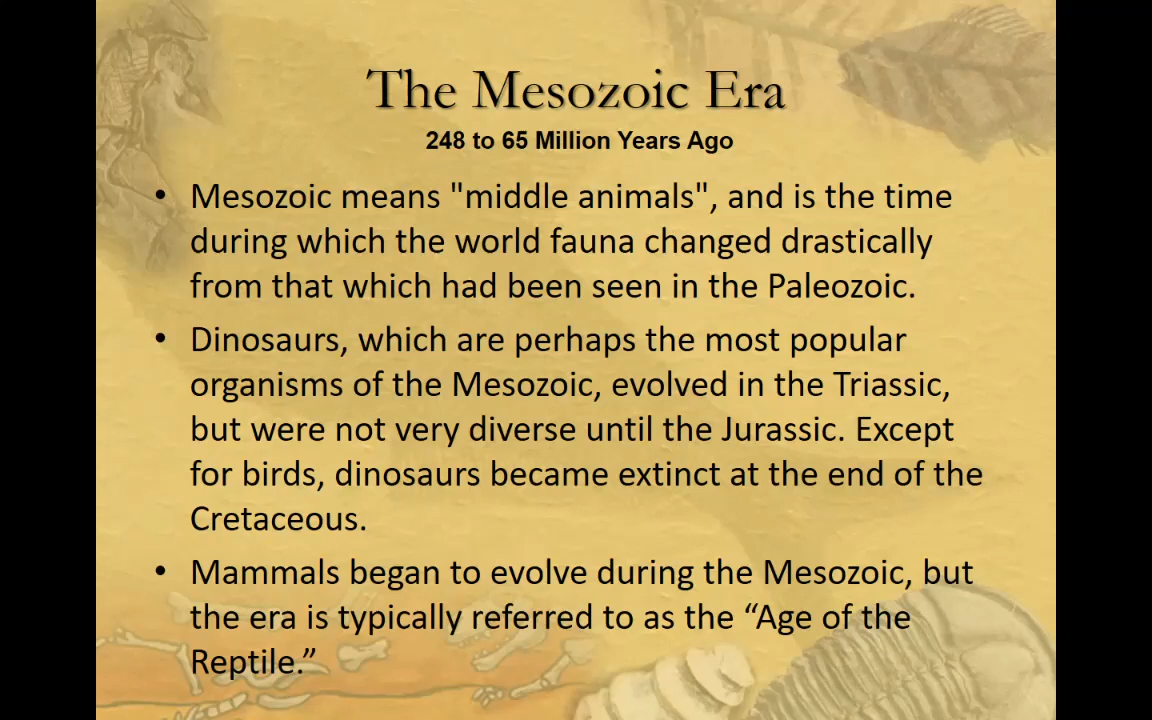 The Mesozoic Era
248 to 65 Million Years Ago
• Mesozoic means "middle animals", and is the time
during which the world fauna changed drastically
from that which had been seen in the Paleozoic.
• Dinosaurs, which are perhaps the most popular
organisms of the Mesozoic, evolved in the Triassic,
but were not very diverse until the Jurassic. Except
for birds, dinosaurs became extinct at the end of the
Cretaceous.
• Mammals began to evolve during the Mesozoic, but
the era is typically referred to as the “Age of the
Reptile.”